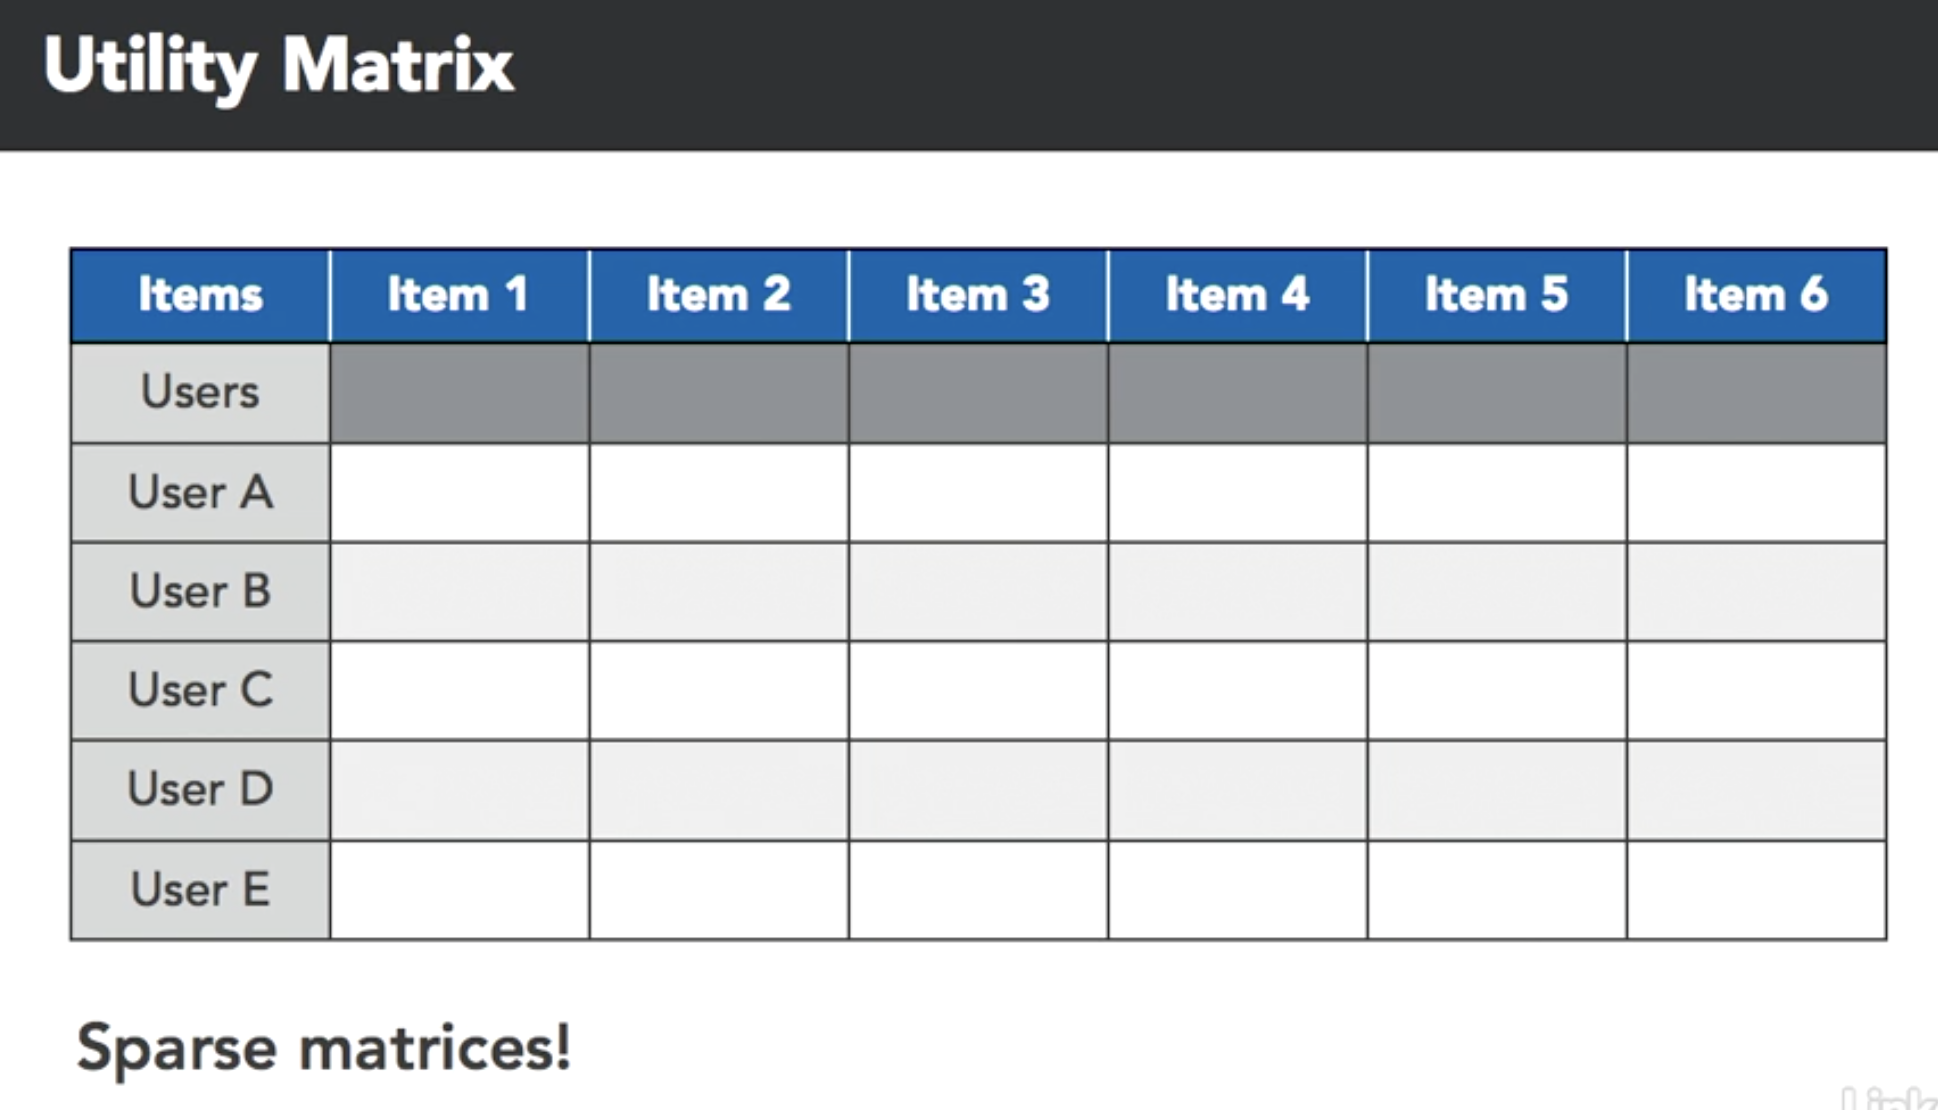 Utility Matrix
Items Item 1 Item 2 Item 3 Item 4 Item 5 Item 6
Users
User A
User B
User C
User D
User E
Sparse matrices!